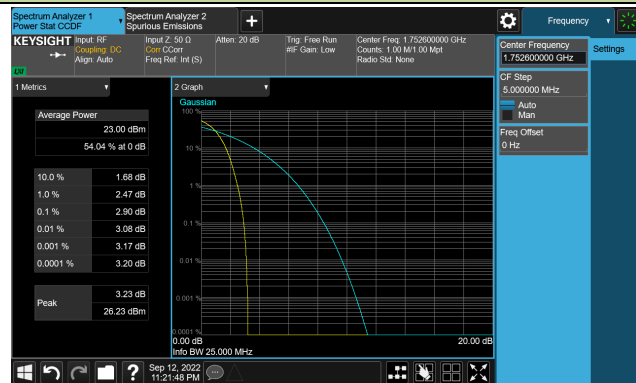 Spectrum Analyzer 1
Power Stat CCDF
Spectrum Analyzer 2
Spurious Emissions
Frequency
KEYSIGHT
Input: RF
Coupling: DC
Align: Auto
Input Z: 50 Ω
Corr CCorr
Freq Ref: Int (S)
Atten: 20 dB
Trig: Free Run
#IF Gain: Low
Center Freq: 1.752600000 GHz
Counts: 1.00 M/1.00 Mpt
Radio Std: None
LXI
Center Frequency
1.752600000 GHz
Settings
CF Step
5.000000 MHz
Auto
Man
Freq Offset
0 Hz
1 Metrics
Average Power
23.00 dBm
54.04 % at 0 dB
10.0 % 1.68 dB
1.0 % 2.47 dB
0.1 % 2.90 dB
0.01 % 3.08 dB
0.001 % 3.17 dB
0.0001 % 3.20 dB
Peak
3.23 dB
26.23 dBm
2 Graph
Gaussian
100 %
10 %
1 %
0.1 %
0.01 %
0.001 %
0.0001 %
0.00 dB
20.00 dB
Info BW 25.000 MHz
?
Sep 12, 2022
11:21:48 PM